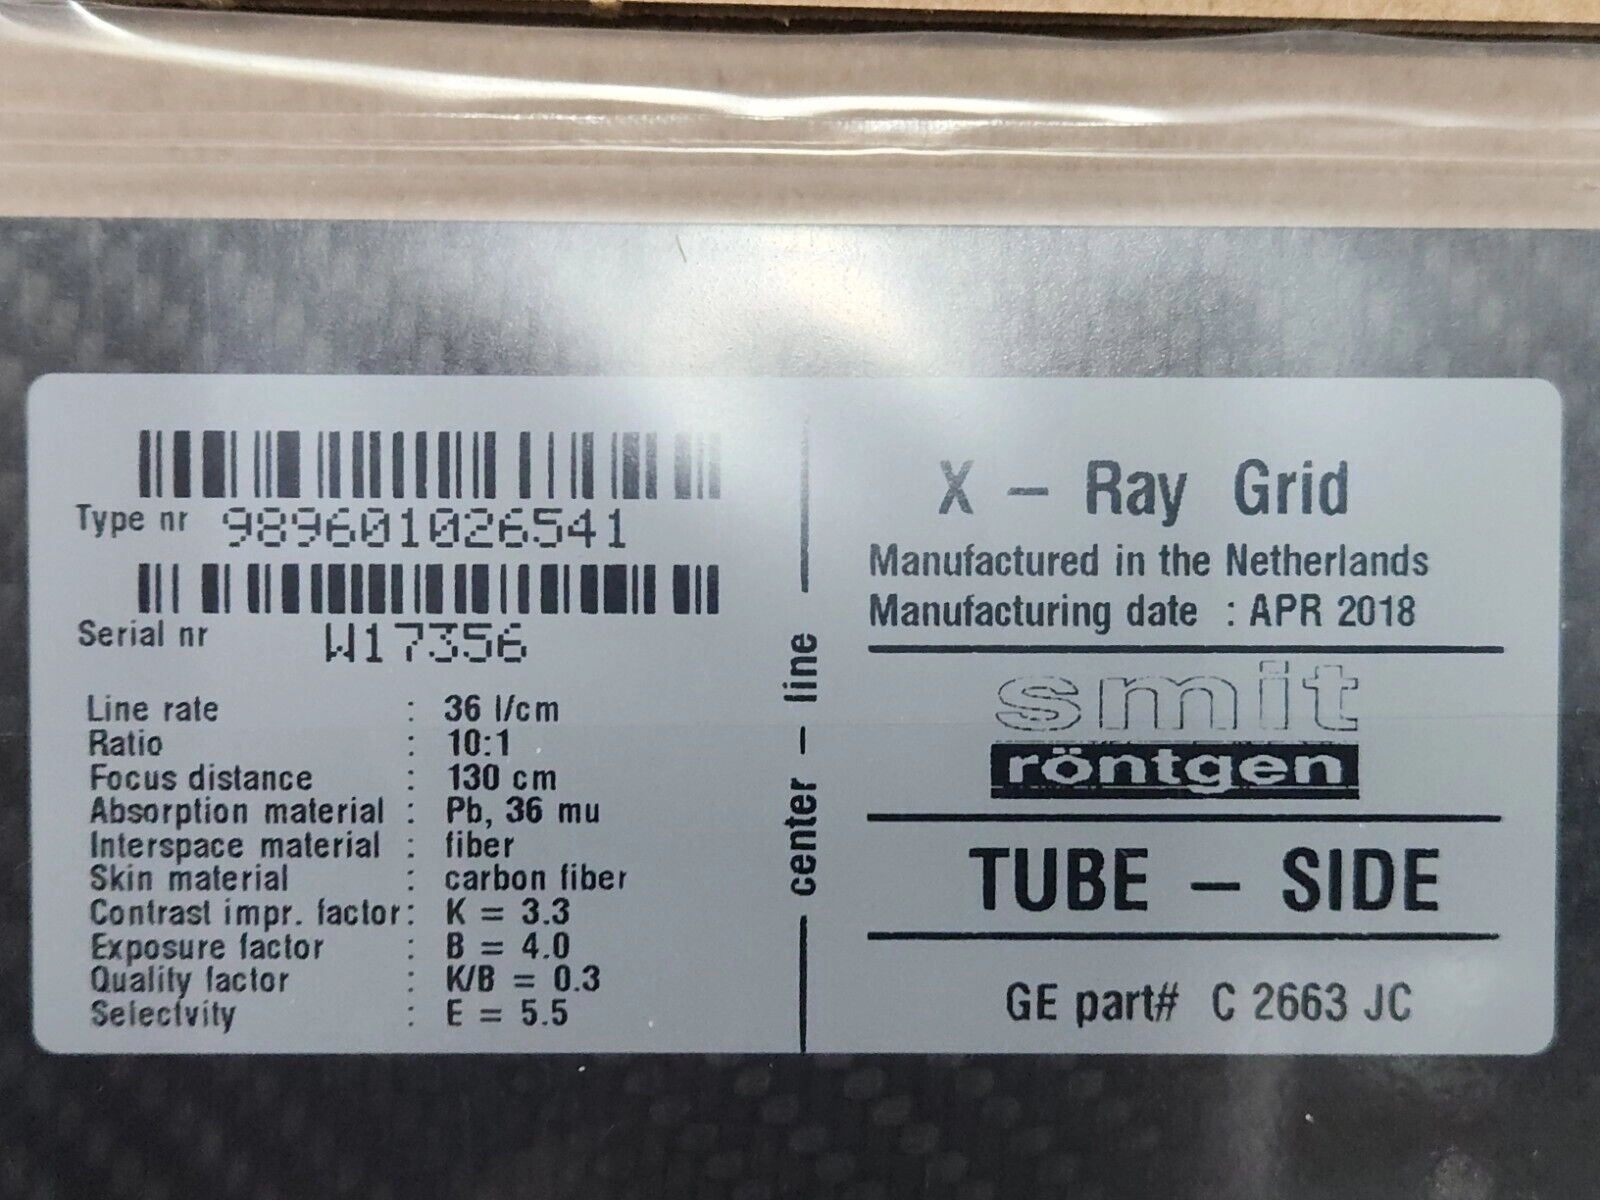 Type nr 989601026541
Serial nr W17356
Line rate : 36 l/cm
Ratio : 10:1
Focus distance : 130 cm
Absorption material : Pb, 36 mu
Interspace material : fiber
Skin material : carbon fiber
Contrast impr. factor : K = 3.3
Exposure factor : B = 4.0
Quality factor : K/B = 0.3
Selectvity : E = 5.5
center - line
X - Ray Grid
Manufactured in the Netherlands
Manufacturing date : APR 2018
smit
röntgen
TUBE - SIDE
GE part# C 2663 JC